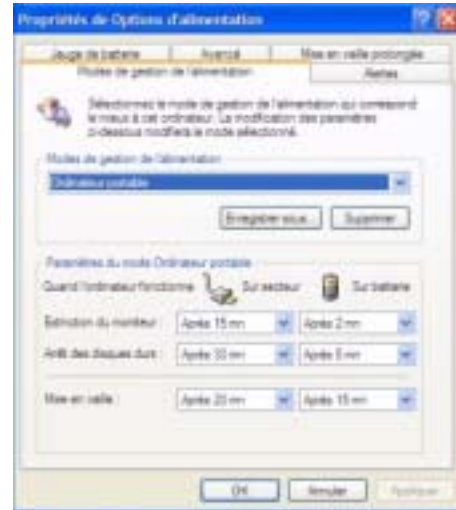 Propriétés de Options d'alimentation
Jauge de batterie Avancé Mise en veille prolongée
Modes de gestion de l'alimentation Alertes
Sélectionnez le mode de gestion de l'alimentation qui correspond
le mieux à cet ordinateur. La modification des paramètres
ci-dessous modifiera le mode sélectionné.
Modes de gestion de l'alimentation
Ordinateur portable
Enregistrer sous... Supprimer
Paramètres du mode Ordinateur portable
Quand l'ordinateur fonctionne Sur secteur Sur batterie
Extinction du moniteur : Après 15 mn Après 2 mn
Arrêt des disques durs : Après 30 mn Après 5 mn
Mise en veille : Après 20 mn Après 15 mn
OK Annuler Appliquer